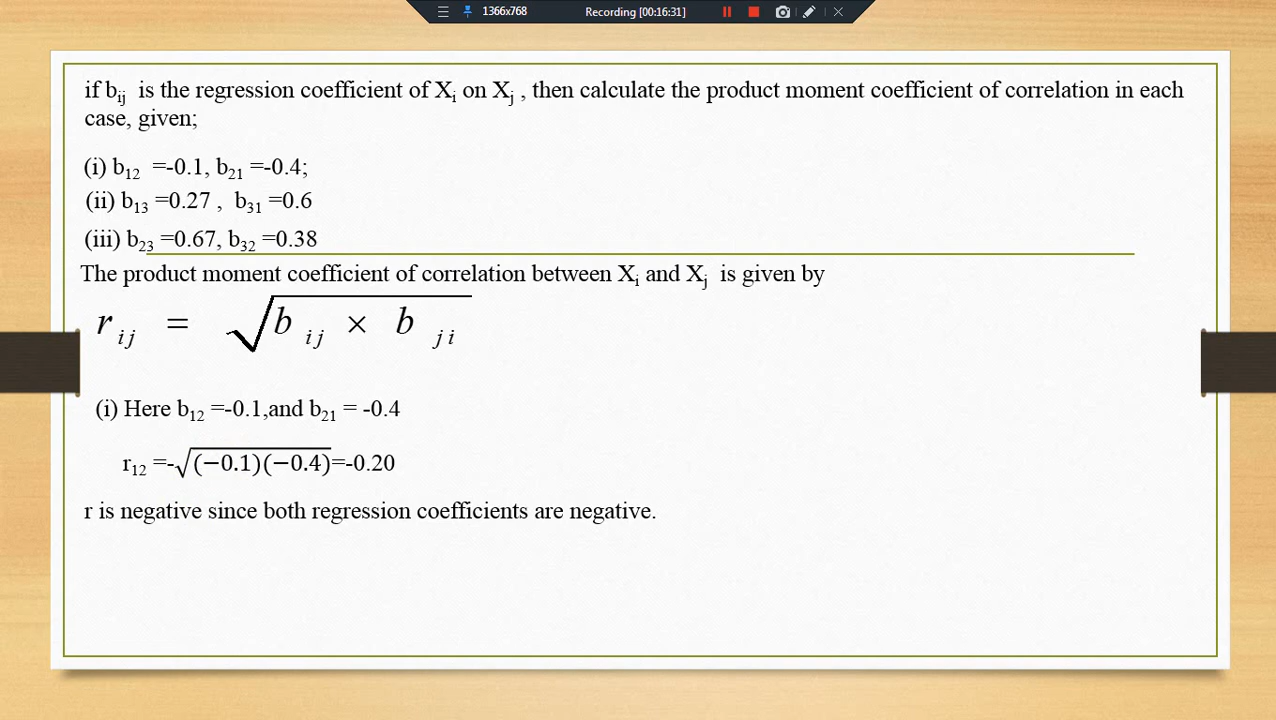 1366x768 Recording [00:16:31]
if bij is the regression coefficient of Xi on Xj , then calculate the product moment coefficient of correlation in each
case, given;
(i) b12 =-0.1, b21 =-0.4;
(ii) b13 =0.27 , b31 =0.6
(iii) b23 =0.67, b32 =0.38
The product moment coefficient of correlation between Xi and Xj is given by
r ij = √b ij × b ji
(i) Here b12 =-0.1,and b21 = -0.4
r12 =-√(−0.1)(−0.4)=-0.20
r is negative since both regression coefficients are negative.